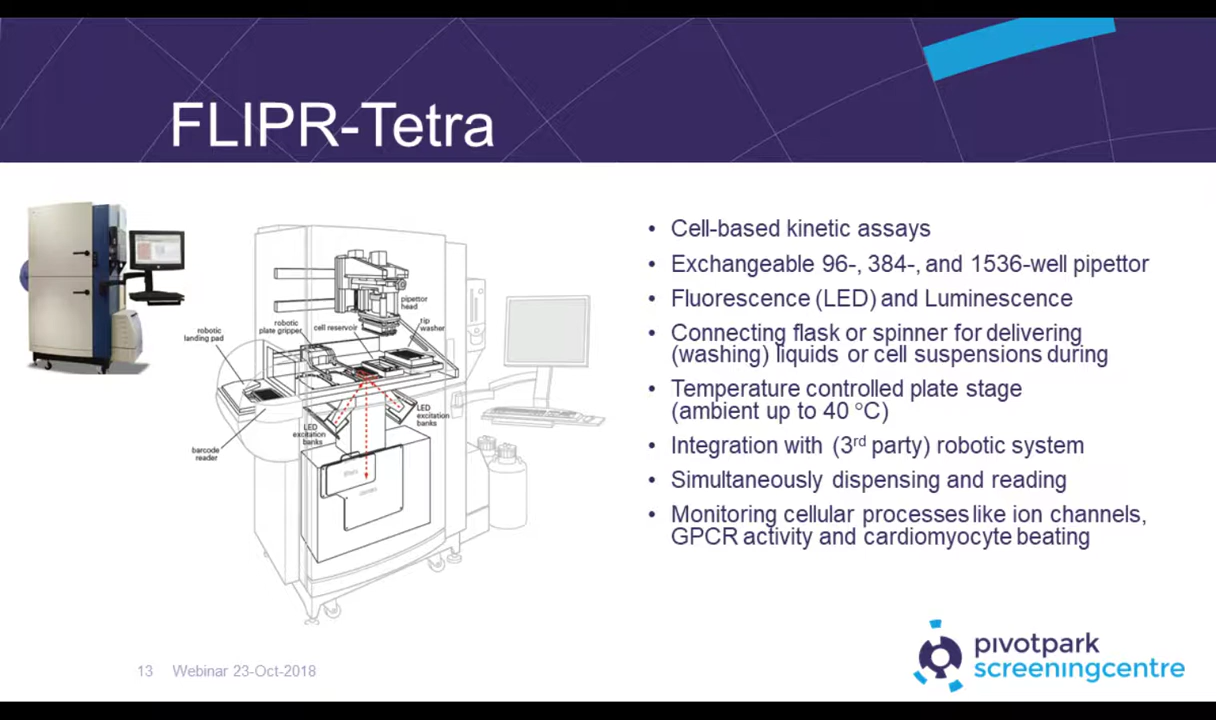 FLIPR-Tetra
robotic
landing pad
robotic
plate gripper
cell reservoir
pipettor
head
tip
washer
LED
excitation
banks
LED
excitation
banks
barcode
reader
• Cell-based kinetic assays
• Exchangeable 96-, 384-, and 1536-well pipettor
• Fluorescence (LED) and Luminescence
• Connecting flask or spinner for delivering
(washing) liquids or cell suspensions during
• Temperature controlled plate stage
(ambient up to 40 °C)
• Integration with (3rd party) robotic system
• Simultaneously dispensing and reading
• Monitoring cellular processes like ion channels,
GPCR activity and cardiomyocyte beating
13 Webinar 23-Oct-2018
pivotpark
screeningcentre